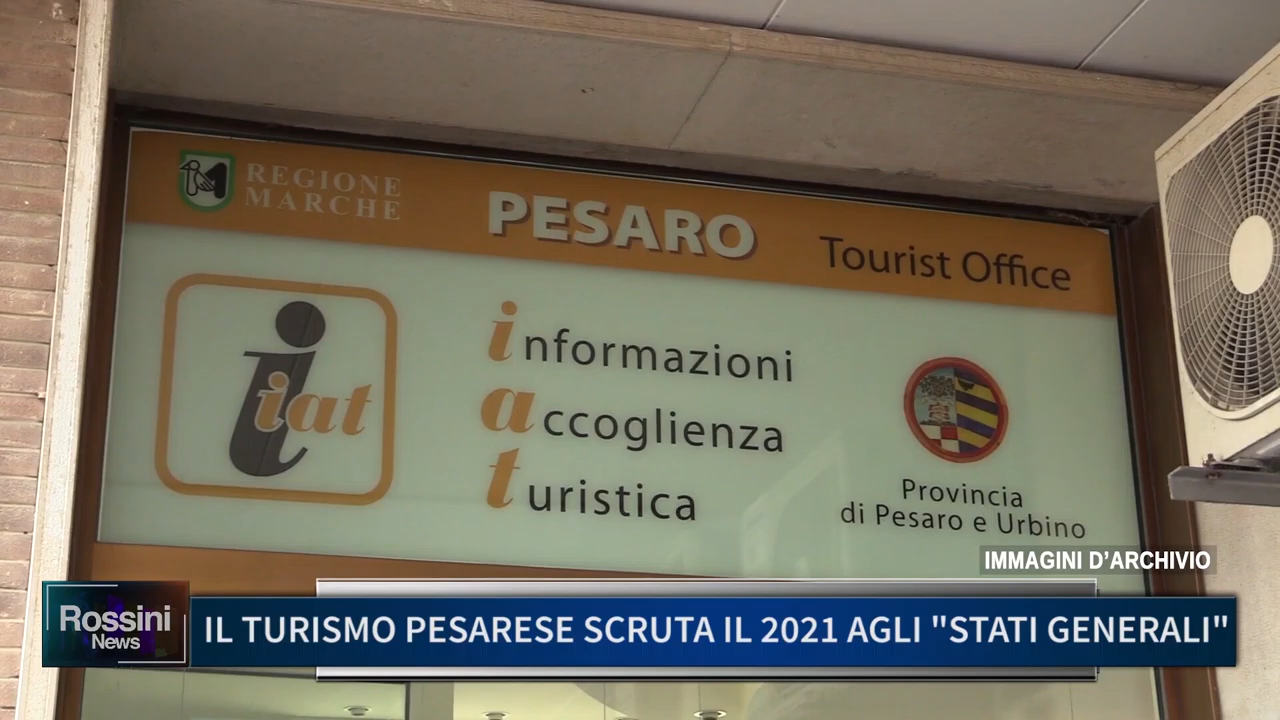 REGIONE
MARCHE
PESARO
Tourist Office
iat
informazioni
accoglienza
turistica
Provincia
di Pesaro e Urbino
IMMAGINI D'ARCHIVIO
Rossini
News
IL TURISMO PESARESE SCRUTA IL 2021 AGLI "STATI GENERALI"